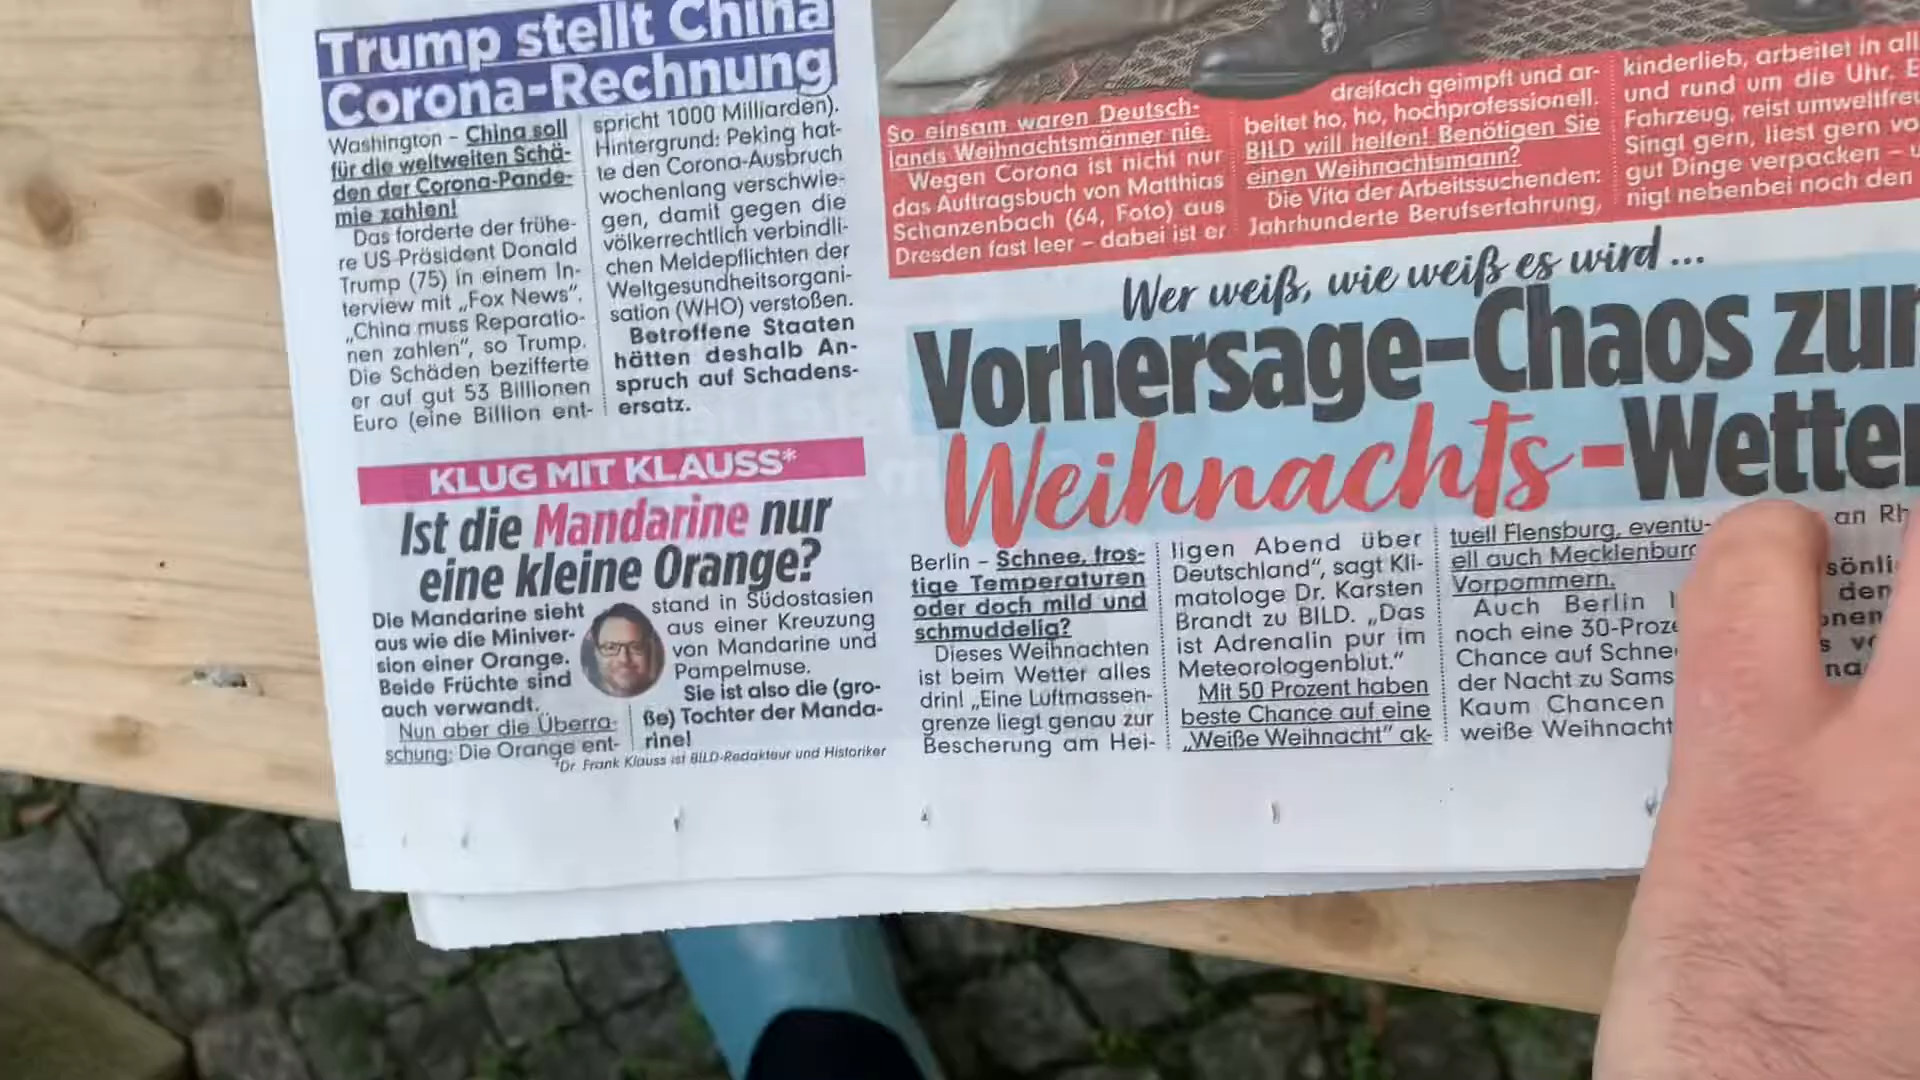 Trump stellt China
Corona-Rechnung
Washington – China soll
für die weltweiten Schä-
den der Corona-Pande-
mie zahlen!
Das forderte der frühe-
re US-Präsident Donald
Trump (75) in einem In-
terview mit „Fox News“.
„China muss Reparatio-
nen zahlen“, so Trump.
Die Schäden bezifferte
er auf gut 53 Billionen
Euro (eine Billion ent-
spricht 1000 Milliarden).
Hintergrund: Peking hat-
te den Corona-Ausbruch
wochenlang verschwie-
gen, damit gegen die
völkerrechtlich verbindli-
chen Meldepflichten der
Weltgesundheitsorgani-
sation (WHO) verstoßen.
Betroffene Staaten
hätten deshalb An-
spruch auf Schadens-
ersatz.
KLUG MIT KLAUSS*
Ist die Mandarine nur
eine kleine Orange?
Die Mandarine sieht
aus wie die Miniver-
sion einer Orange.
Beide Früchte sind
auch verwandt.
Nun aber die Überra-
schung: Die Orange ent-
stand in Südostasien
aus einer Kreuzung
von Mandarine und
Pampelmuse.
Sie ist also die (gro-
ße) Tochter der Manda-
rine!
*Dr. Frank Klauss ist BILD-Redakteur und Historiker
So einsam waren Deutsch-
lands Weihnachtsmänner nie.
Wegen Corona ist nicht nur
das Auftragsbuch von Matthias
Schanzenbach (64, Foto) aus
Dresden fast leer – dabei ist er
dreifach geimpft und ar-
beitet ho, ho, hochprofessionell.
BILD will helfen! Benötigen Sie
einen Weihnachtsmann?
Die Vita der Arbeitssuchenden:
Jahrhunderte Berufserfahrung,
kinderlieb, arbeitet in all
und rund um die Uhr. E
Fahrzeug, reist umweltfreu
Singt gern, liest gern vo
gut Dinge verpacken – u
nigt nebenbei noch den
Wer weiß, wie weiß es wird ...
Vorhersage-Chaos zum
Weihnachts-Wetter
Berlin – Schnee, fros-
tige Temperaturen
oder doch mild und
schmuddelig?
Dieses Weihnachten
ist beim Wetter alles
drin! „Eine Luftmassen-
grenze liegt genau zur
Bescherung am Hei-
ligen Abend über
Deutschland“, sagt Kli-
matologe Dr. Karsten
Brandt zu BILD. „Das
ist Adrenalin pur im
Meteorologenblut.“
Mit 50 Prozent haben
beste Chance auf eine
„Weiße Weihnacht“ ak-
tuell Flensburg, eventu-
ell auch Mecklenburg
Vorpommern.
Auch Berlin
noch eine 30-Proze
Chance auf Schne
der Nacht zu Sams
Kaum Chancen
weiße Weihnacht
an Rh
sönli
den
onen